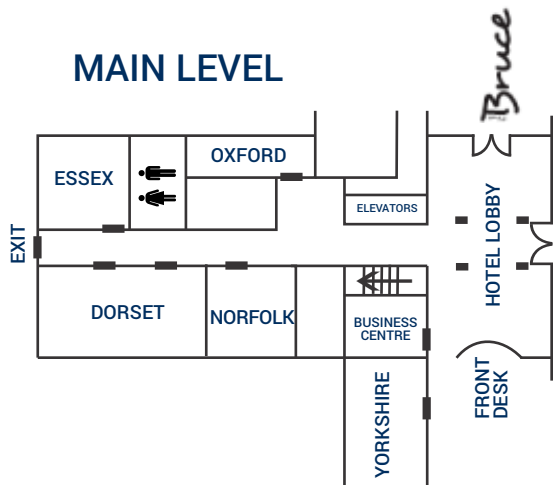 Bruce
MAIN LEVEL
OXFORD
ESSEX
ELEVATORS
HOTEL LOBBY
EXIT
DORSET
NORFOLK
BUSINESS
CENTRE
FRONT
DESK
YORKSHIRE